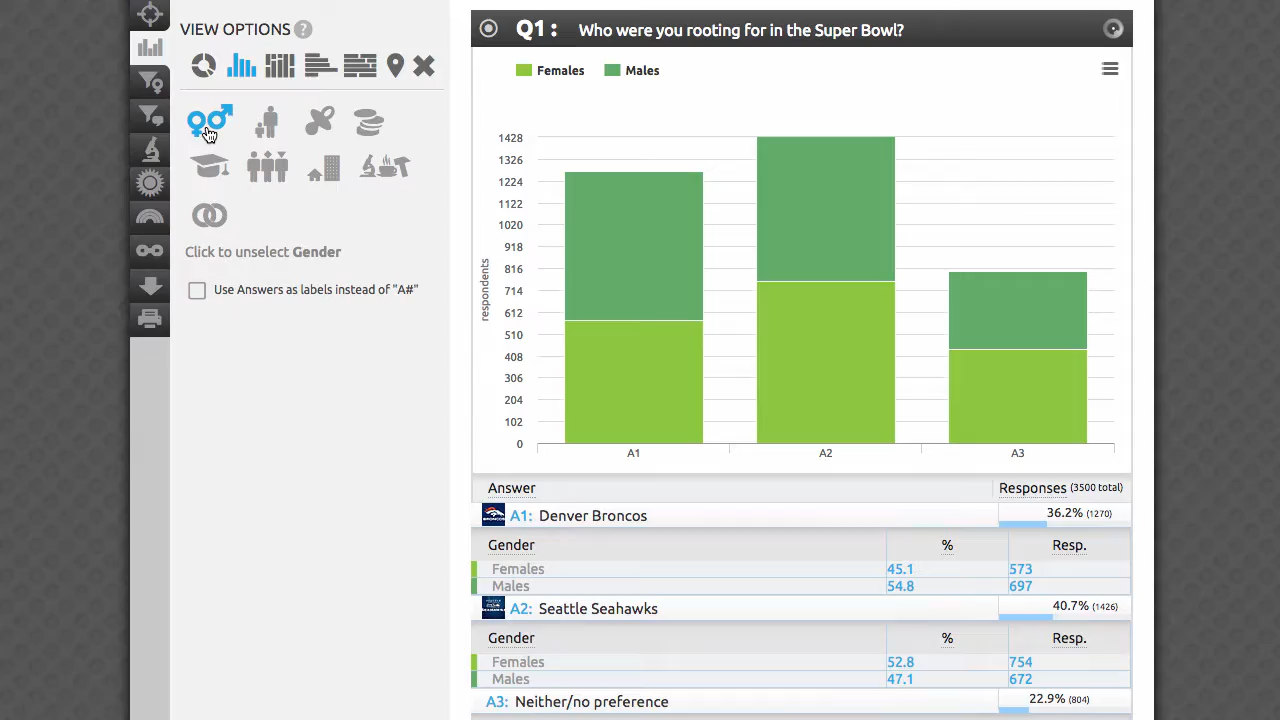 VIEW OPTIONS ?
Click to unselect Gender
Use Answers as labels instead of "A#"
Q1 : Who were you rooting for in the Super Bowl?
Females Males
1428
1326
1224
1122
1020
918
816
714
612
510
408
306
204
102
0
respondents
A1 A2 A3
Answer Responses (3500 total)
BRONCOS A1: Denver Broncos 36.2% (1270)
Gender % Resp.
Females 45.1 573
Males 54.8 697
A2: Seattle Seahawks 40.7% (1426)
Gender % Resp.
Females 52.8 754
Males 47.1 672
A3: Neither/no preference 22.9% (804)